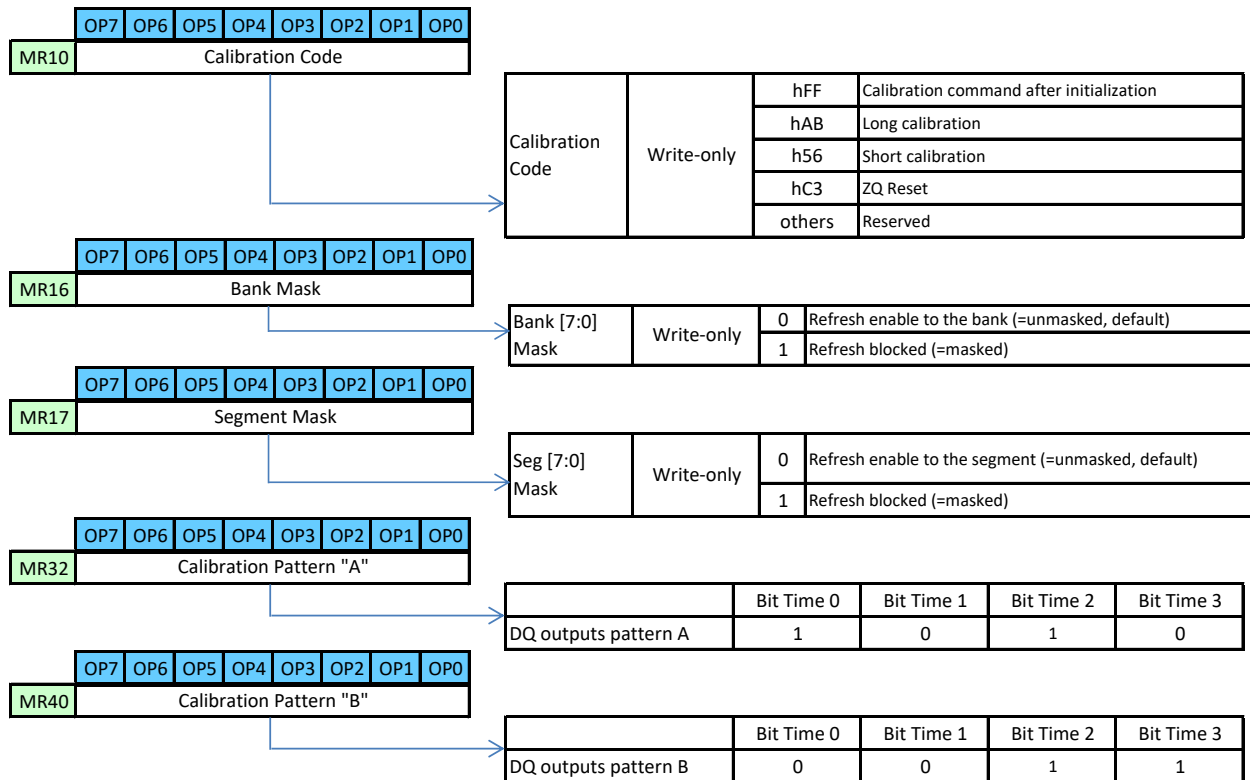 OP7 OP6 OP5 OP4 OP3 OP2 OP1 OP0
MR10 Calibration Code
Calibration Code Write-only
hFF Calibration command after initialization
hAB Long calibration
h56 Short calibration
hC3 ZQ Reset
others Reserved
OP7 OP6 OP5 OP4 OP3 OP2 OP1 OP0
MR16 Bank Mask
Bank [7:0] Mask Write-only
0 Refresh enable to the bank (=unmasked, default)
1 Refresh blocked (=masked)
OP7 OP6 OP5 OP4 OP3 OP2 OP1 OP0
MR17 Segment Mask
Seg [7:0] Mask Write-only
0 Refresh enable to the segment (=unmasked, default)
1 Refresh blocked (=masked)
OP7 OP6 OP5 OP4 OP3 OP2 OP1 OP0
MR32 Calibration Pattern "A"
Bit Time 0 Bit Time 1 Bit Time 2 Bit Time 3
DQ outputs pattern A 1 0 1 0
OP7 OP6 OP5 OP4 OP3 OP2 OP1 OP0
MR40 Calibration Pattern "B"
Bit Time 0 Bit Time 1 Bit Time 2 Bit Time 3
DQ outputs pattern B 0 0 1 1